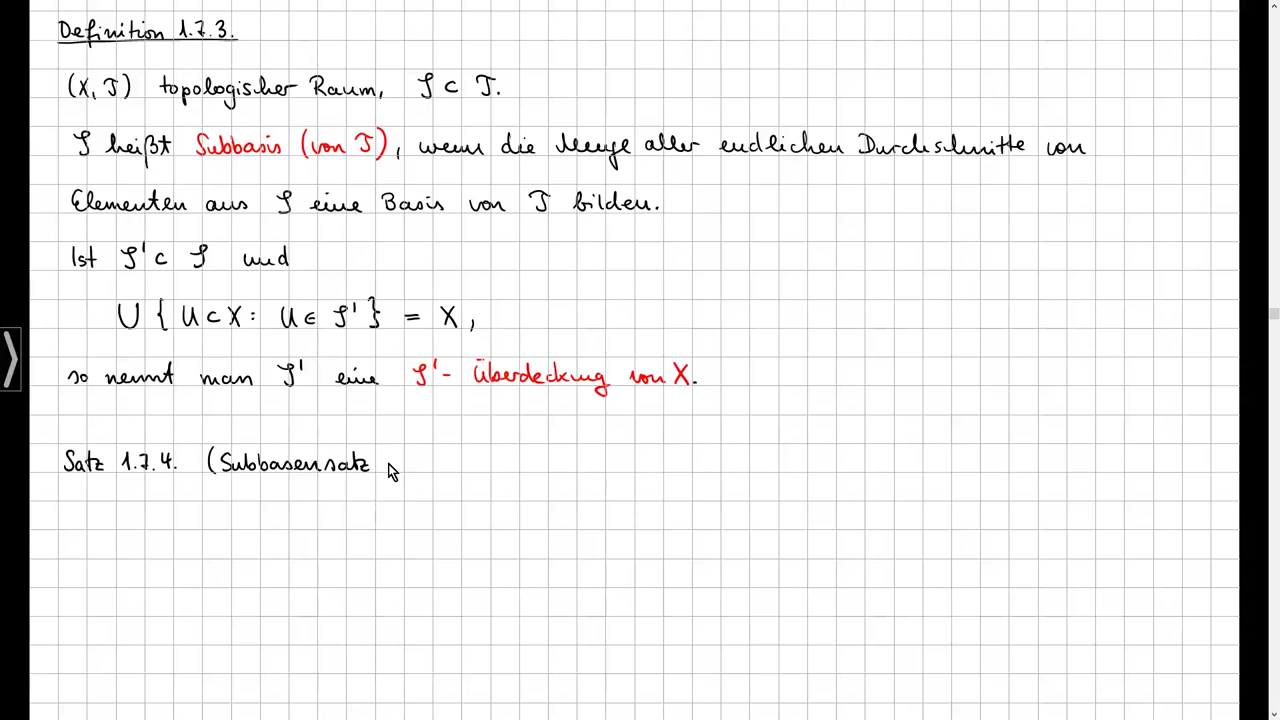 Definition 1.7.3.
(X, T) topologischer Raum, S ⊂ T.
S heißt Subbasis (von T), wenn die Menge aller endlichen Durchschnitte von
Elementen aus S eine Basis von T bilden.
Ist S' ⊂ S und
∪ { U ⊂ X : U ∈ S' } = X,
so nennt man S' eine S'-Überdeckung von X.
Satz 1.7.4. (Subbasensatz